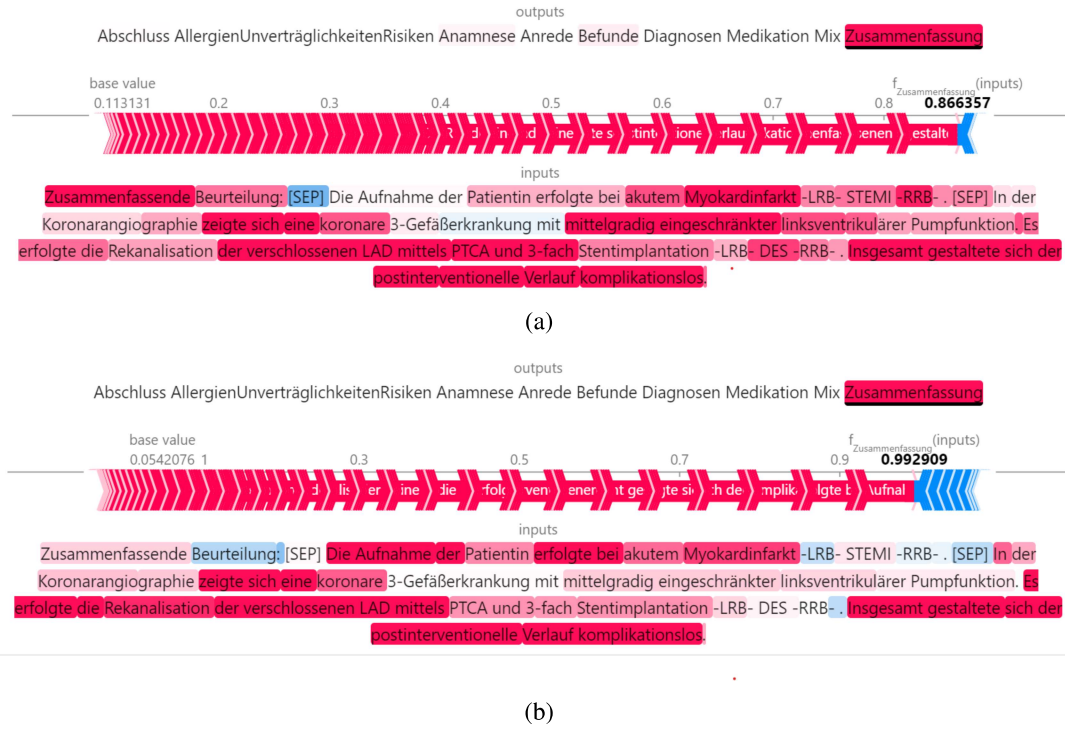 outputs
Abschluss AllergienUnverträglichkeitenRisiken Anamnese Anrede Befunde Diagnosen Medikation Mix Zusammenfassung
base value
f Zusammenfassung (inputs)
0.113131 0.2 0.3 0.4 0.5 0.6 0.7 0.8 0.866357
inputs
Zusammenfassende Beurteilung: [SEP] Die Aufnahme der Patientin erfolgte bei akutem Myokardinfarkt -LRB- STEMI -RRB- . [SEP] In der
Koronarangiographie zeigte sich eine koronare 3-Gefäßerkrankung mit mittelgradig eingeschränkter linksventrikulärer Pumpfunktion. Es
erfolgte die Rekanalisation der verschlossenen LAD mittels PTCA und 3-fach Stentimplantation -LRB- DES -RRB- . Insgesamt gestaltete sich der
postinterventionelle Verlauf komplikationslos.
(a)
outputs
Abschluss AllergienUnverträglichkeitenRisiken Anamnese Anrede Befunde Diagnosen Medikation Mix Zusammenfassung
base value
f Zusammenfassung (inputs)
0.0542076 1 0.3 0.5 0.7 0.9 0.992909
inputs
Zusammenfassende Beurteilung: [SEP] Die Aufnahme der Patientin erfolgte bei akutem Myokardinfarkt -LRB- STEMI -RRB- . [SEP] In der
Koronarangiographie zeigte sich eine koronare 3-Gefäßerkrankung mit mittelgradig eingeschränkter linksventrikulärer Pumpfunktion. Es
erfolgte die Rekanalisation der verschlossenen LAD mittels PTCA und 3-fach Stentimplantation -LRB- DES -RRB- . Insgesamt gestaltete sich der
postinterventionelle Verlauf komplikationslos.
(b)